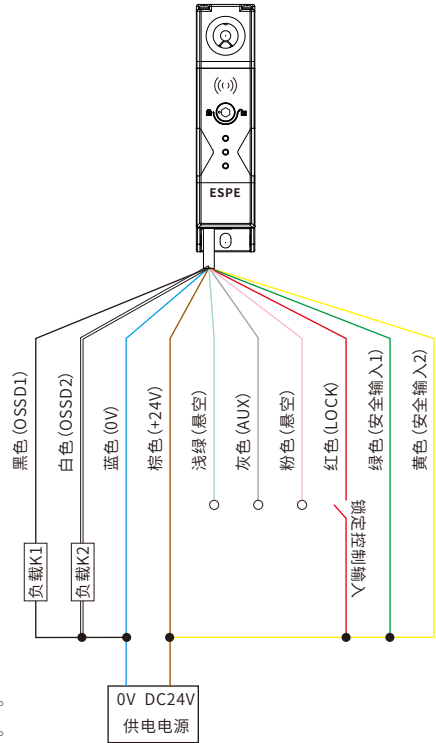 ESPE
黑色(OSSD1)
白色(OSSD2)
蓝色(0V)
棕色(+24V)
浅绿(悬空)
灰色(AUX)
粉色(悬空)
红色(LOCK)
绿色(安全输入1)
黄色(安全输入2)
负载K1
负载K2
锁定控制输入
0V DC24V
供电电源
。
。